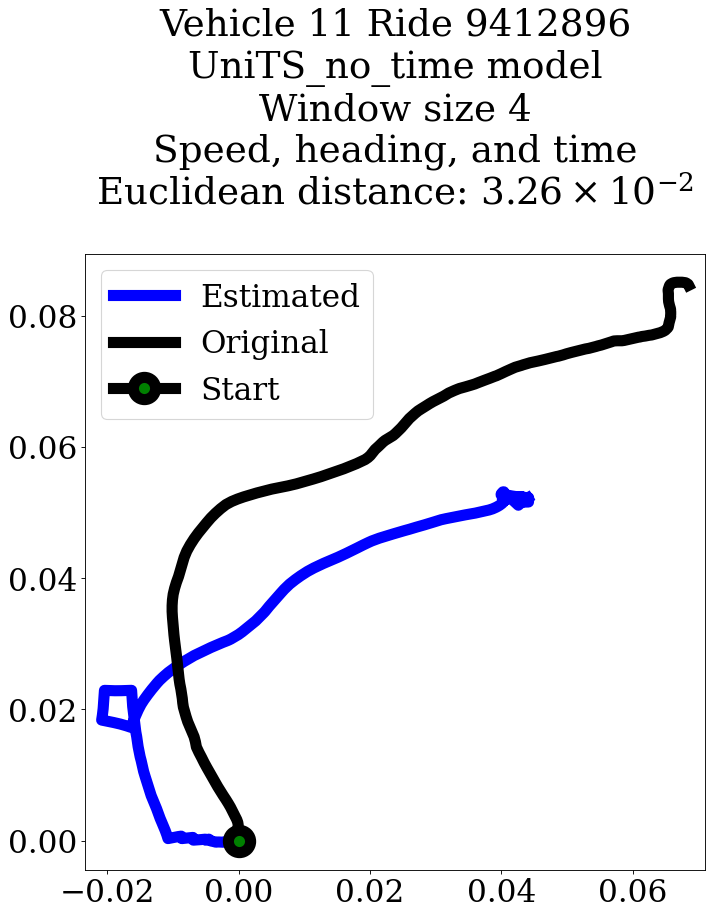 Vehicle 11 Ride 9412896
UniTS_no_time model
Window size 4
Speed, heading, and time
Euclidean distance: 3.26 × 10⁻²
Estimated
Original
Start
0.08
0.06
0.04
0.02
0.00
−0.02 0.00 0.02 0.04 0.06